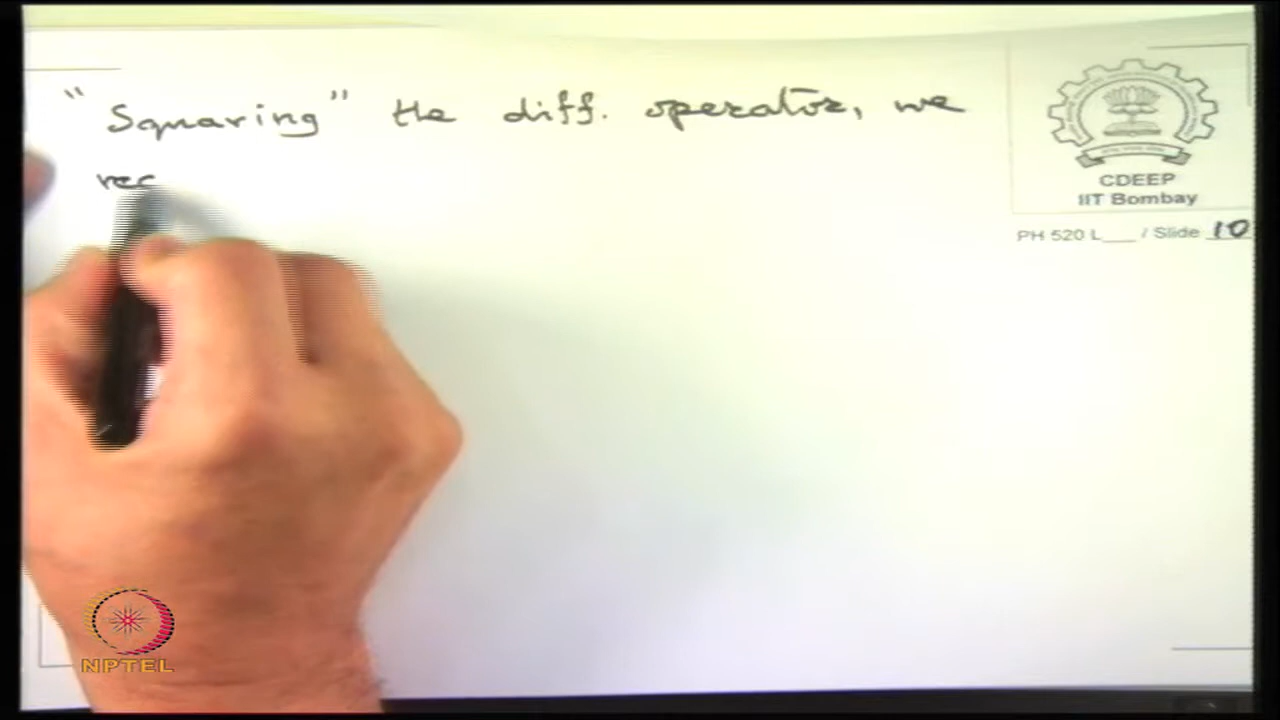 "Squaring" the diff. operator, we
rec
CDEEP
IIT Bombay
PH 520 L___ / Slide 10
NPTEL